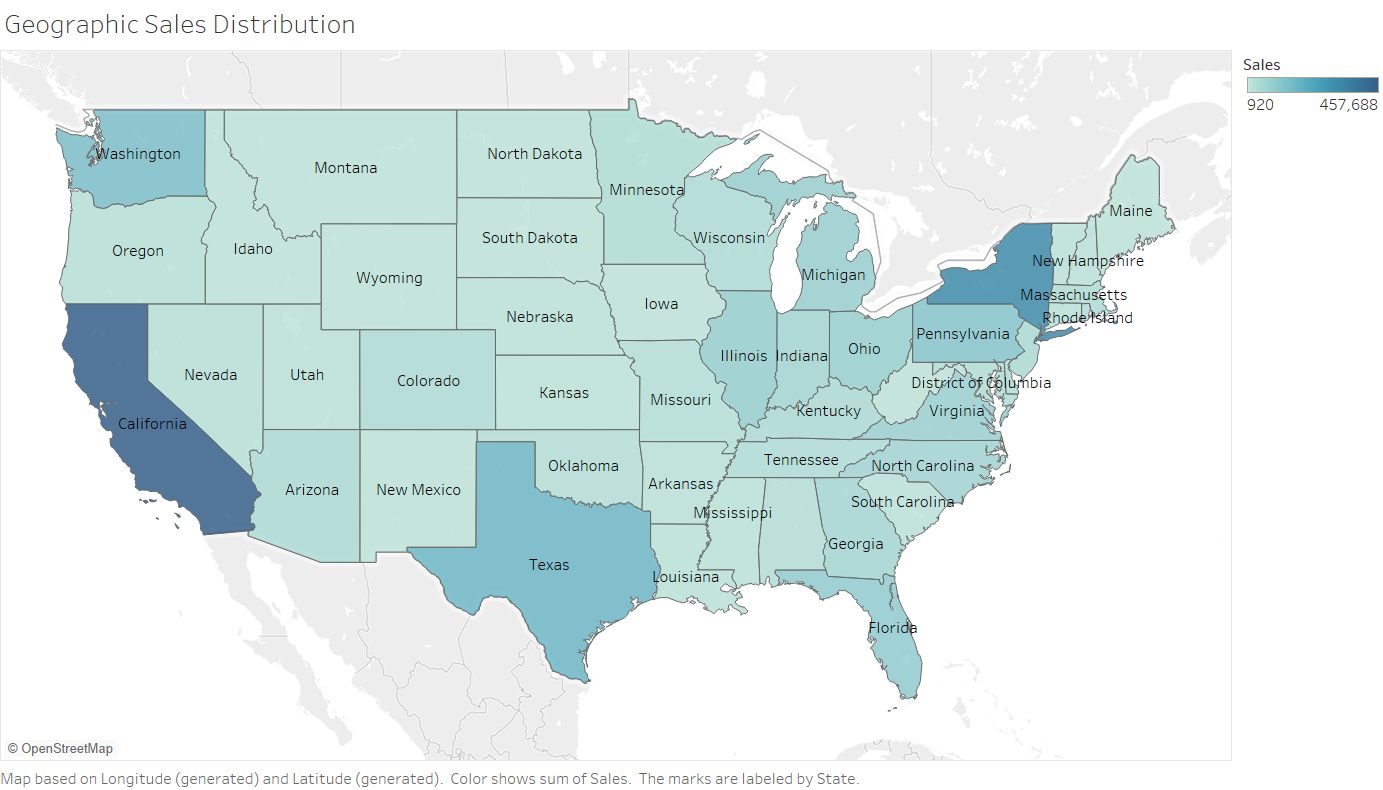 Geographic Sales Distribution
Sales
920 457,688
Washington
Montana
North Dakota
Minnesota
Maine
Oregon
Idaho
South Dakota
Wisconsin
New Hampshire
Wyoming
Michigan
Massachusetts
Nebraska
Iowa
Rhode Island
Pennsylvania
Illinois
Indiana
Ohio
Nevada
Utah
Colorado
District of Columbia
Kansas
Missouri
Kentucky
Virginia
California
Tennessee
North Carolina
Oklahoma
Arkansas
Arizona
New Mexico
South Carolina
Mississippi
Georgia
Texas
Louisiana
Florida
© OpenStreetMap
Map based on Longitude (generated) and Latitude (generated).  Color shows sum of Sales.  The marks are labeled by State.